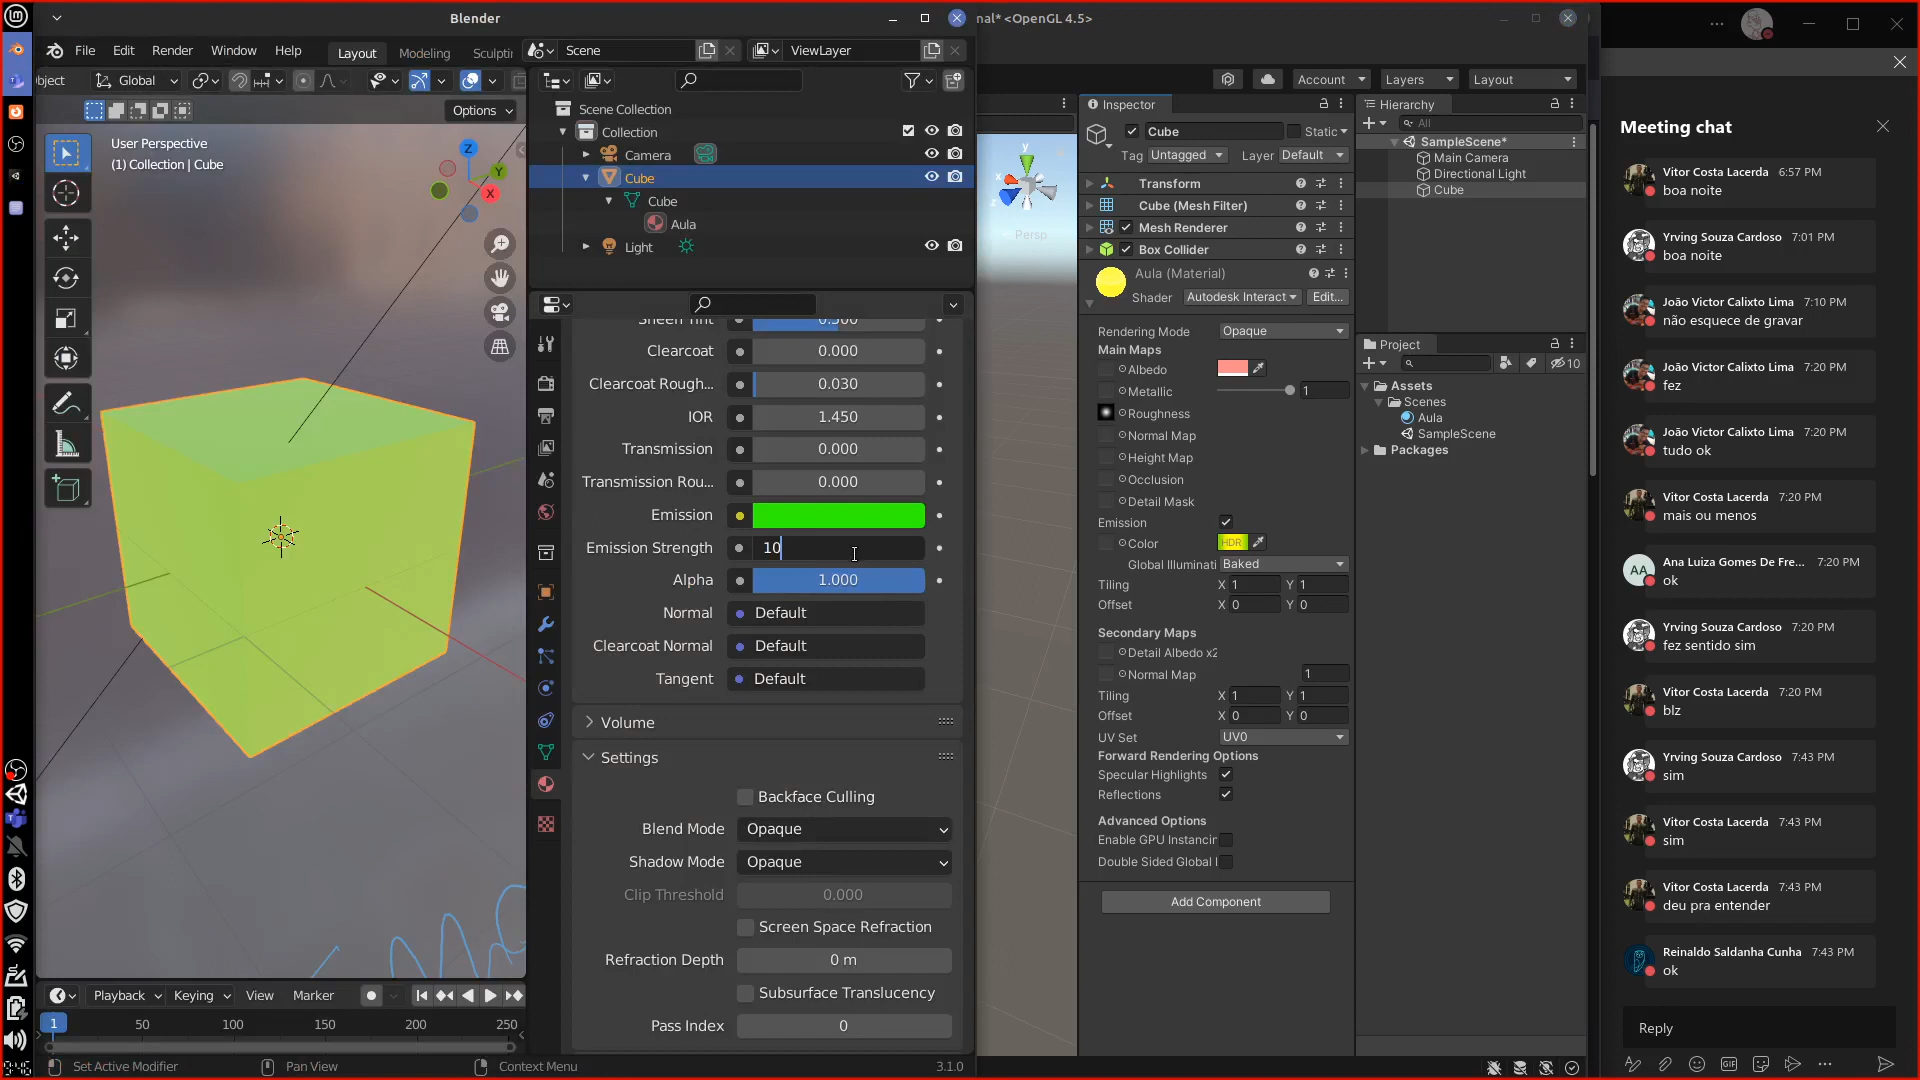 Blender
File Edit Render Window Help Layout Modeling Sculptin Scene ViewLayer
bject Global
Options
User Perspective
(1) Collection | Cube
Z
Y
X
Scene Collection
Collection
Camera
Cube
Cube
Aula
Light
Sheen Tint 0.500
Clearcoat 0.000
Clearcoat Rough... 0.030
IOR 1.450
Transmission 0.000
Transmission Rou... 0.000
Emission
Emission Strength 10
Alpha 1.000
Normal Default
Clearcoat Normal Default
Tangent Default
Volume
Settings
Backface Culling
Blend Mode Opaque
Shadow Mode Opaque
Clip Threshold 0.000
Screen Space Refraction
Refraction Depth 0 m
Subsurface Translucency
Pass Index 0
Playback Keying View Marker
1 50 100 150 200 250
Set Active Modifier Pan View Context Menu 3.1.0
nal* <OpenGL 4.5>
Account Layers Layout
y
x
z
Persp
Inspector
Cube Static
Tag Untagged Layer Default
Transform
Cube (Mesh Filter)
Mesh Renderer
Box Collider
Aula (Material)
Shader Autodesk Interact Edit...
Rendering Mode Opaque
Main Maps
Albedo
Metallic 1
Roughness
Normal Map
Height Map
Occlusion
Detail Mask
Emission
Color HDR
Global Illuminati Baked
Tiling X 1 Y 1
Offset X 0 Y 0
Secondary Maps
Detail Albedo x2
Normal Map 1
Tiling X 1 Y 1
Offset X 0 Y 0
UV Set UV0
Forward Rendering Options
Specular Highlights
Reflections
Advanced Options
Enable GPU Instancir
Double Sided Global I
Add Component
Hierarchy
All
SampleScene*
Main Camera
Directional Light
Cube
Project
10
Assets
Scenes
Aula
SampleScene
Packages
Meeting chat
Vitor Costa Lacerda 6:57 PM
boa noite
Yrving Souza Cardoso 7:01 PM
boa noite
João Victor Calixto Lima 7:10 PM
não esquece de gravar
João Victor Calixto Lima 7:20 PM
fez
João Victor Calixto Lima 7:20 PM
tudo ok
Vitor Costa Lacerda 7:20 PM
mais ou menos
AA
Ana Luiza Gomes De Fre... 7:20 PM
ok
Yrving Souza Cardoso 7:20 PM
fez sentido sim
Vitor Costa Lacerda 7:20 PM
blz
Yrving Souza Cardoso 7:43 PM
sim
Vitor Costa Lacerda 7:43 PM
sim
Vitor Costa Lacerda 7:43 PM
deu pra entender
Reinaldo Saldanha Cunha 7:43 PM
ok
Reply
GIF